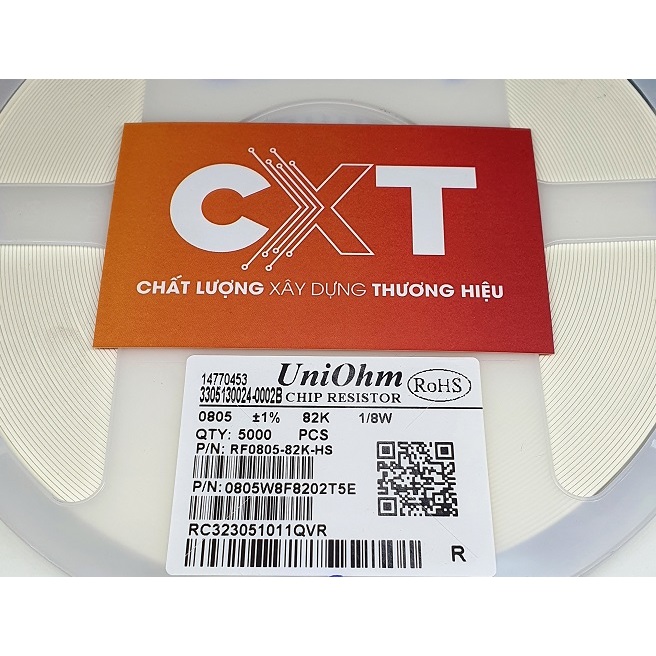 CXT
CHẤT LƯỢNG XÂY DỰNG THƯƠNG HIỆU
14770453
3305130024-0002B
UniOhm
CHIP RESISTOR
RoHS
0805 ±1% 82K 1/8W
QTY: 5000 PCS
P/N: RF0805-82K-HS
P/N: 0805W8F8202T5E
RC323051011QVR
R